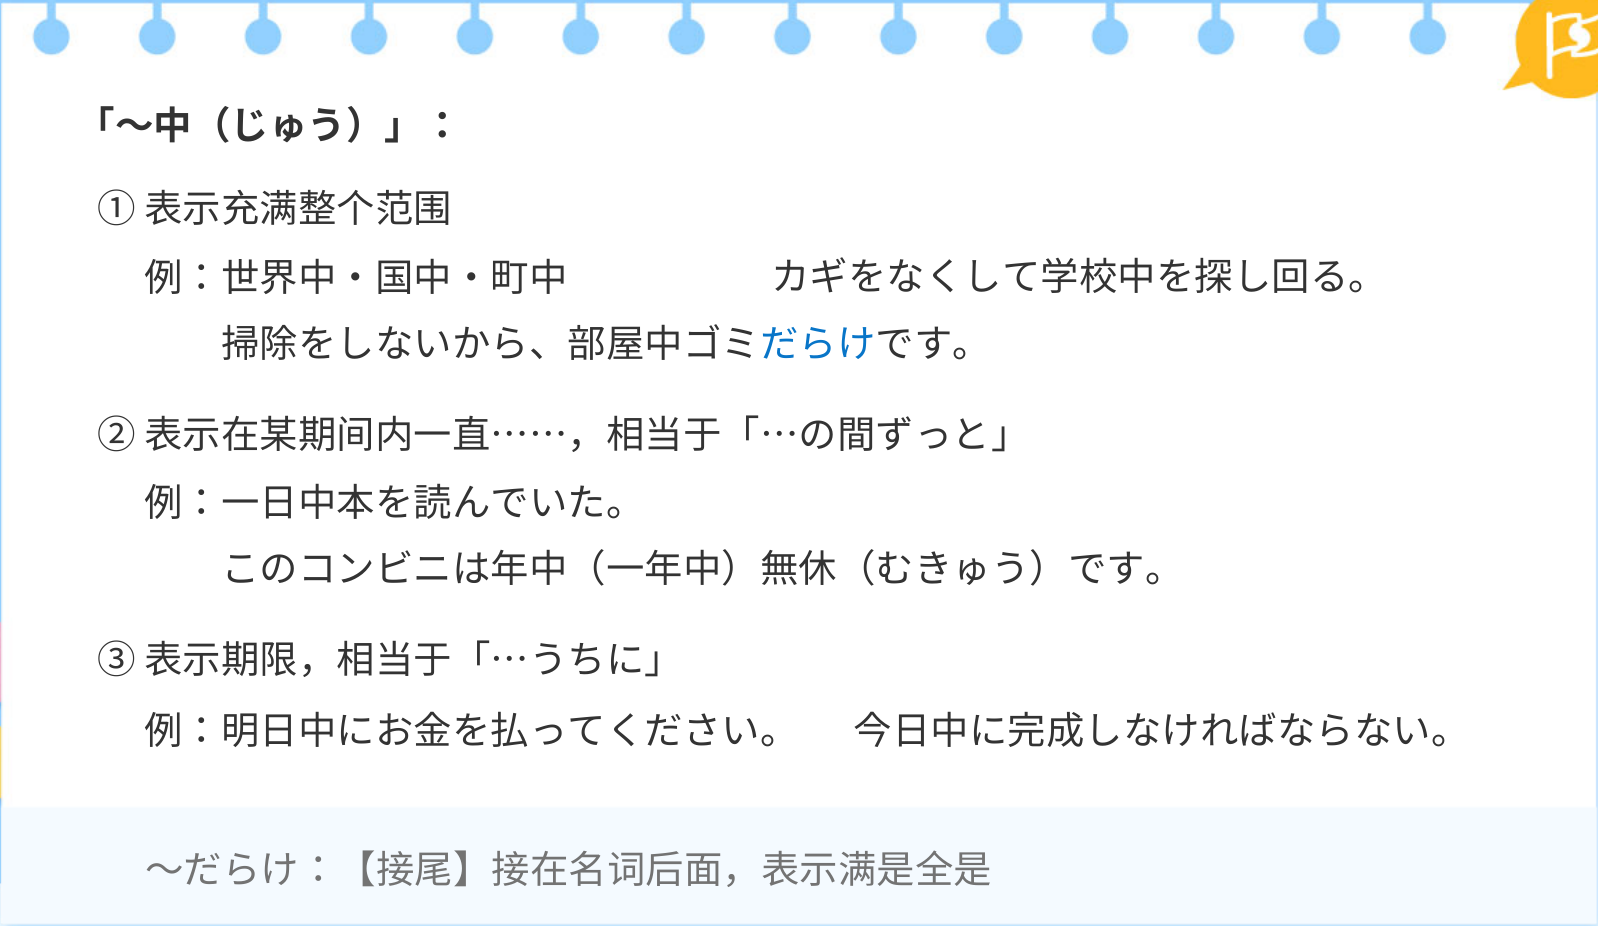 「～中（じゅう）」：
① 表示充满整个范围
例：世界中・国中・町中　　　カギをなくして学校中を探し回る。
掃除をしないから、部屋中ゴミだらけです。
② 表示在某期间内一直……，相当于「…の間ずっと」
例：一日中本を読んでいた。
このコンビニは年中（一年中）無休（むきゅう）です。
③ 表示期限，相当于「…うちに」
例：明日中にお金を払ってください。　　今日中に完成しなければならない。
～だらけ：【接尾】接在名词后面，表示满是全是